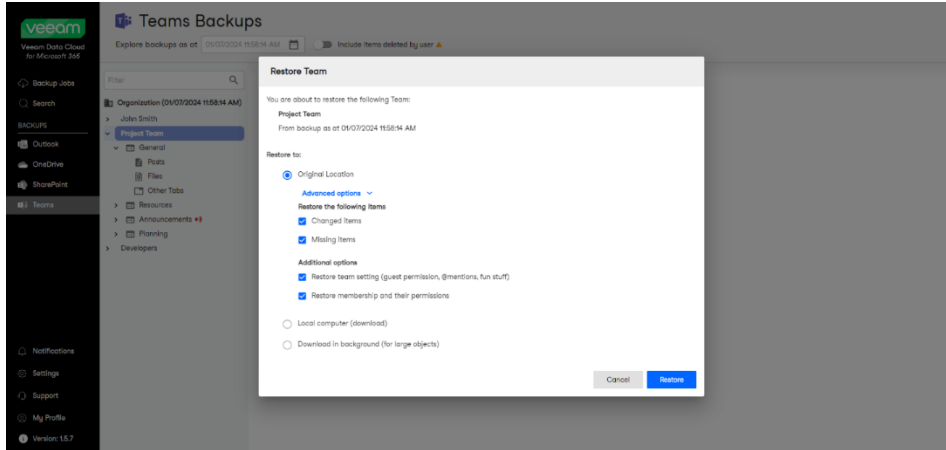 veeam
Veeam Data Cloud
for Microsoft 365
Backup Jobs
Search
BACKUPS
Outlook
OneDrive
SharePoint
Teams
Notifications
Settings
Support
My Profile
Version: 1.5.7
Teams Backups
Explore backups as at 01/07/2024 11:58:14 AM
Include items deleted by user
Filter
Organization (01/07/2024 11:58:14 AM)
John Smith
Project Team
General
Posts
Files
Other Tabs
Resources
Announcements
Planning
Developers
Restore Team
You are about to restore the following Team:
Project Team
From backup as at 01/07/2024 11:58:14 AM
Restore to:
Original Location
Advanced options
Restore the following items
Changed items
Missing items
Additional options
Restore team setting (guest permission, @mentions, fun stuff)
Restore membership and their permissions
Local computer (download)
Download in background (for large objects)
Cancel
Restore